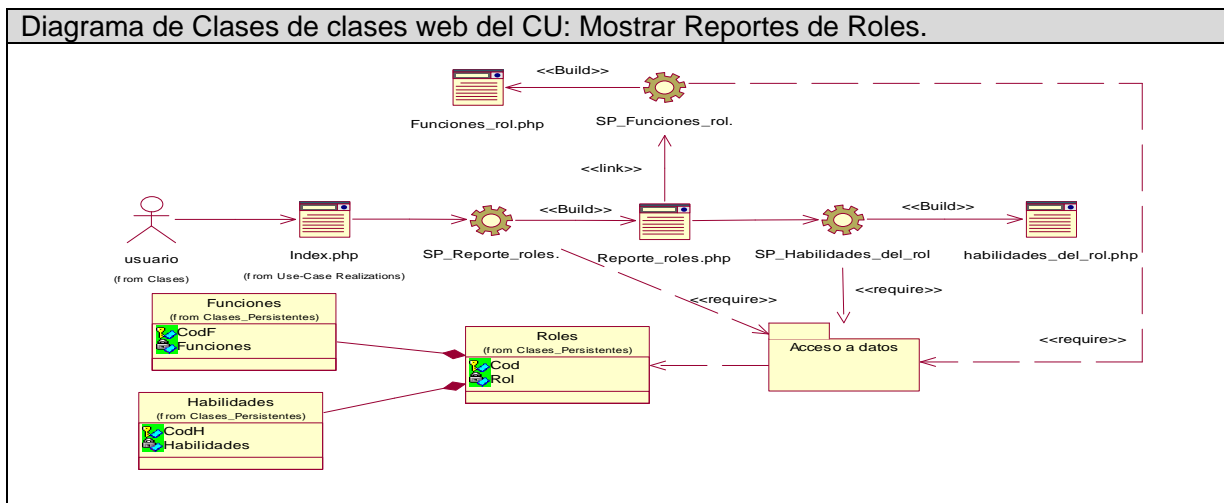 Diagrama de Clases de clases web del CU: Mostrar Reportes de Roles.
<<Build>>
Funciones_rol.php
SP_Funciones_rol.
<<link>>
<<Build>>
<<Build>>
usuario
(from Clases)
Index.php
(from Use-Case Realizations)
SP_Reporte_roles.
Reporte_roles.php
SP_Habilidades_del_rol
habilidades_del_rol.php
<<require>>
<<require>>
<<require>>
Funciones
(from Clases_Persistentes)
CodF
Funciones
Roles
(from Clases_Persistentes)
Cod
Rol
Acceso a datos
Habilidades
(from Clases_Persistentes)
CodH
Habilidades